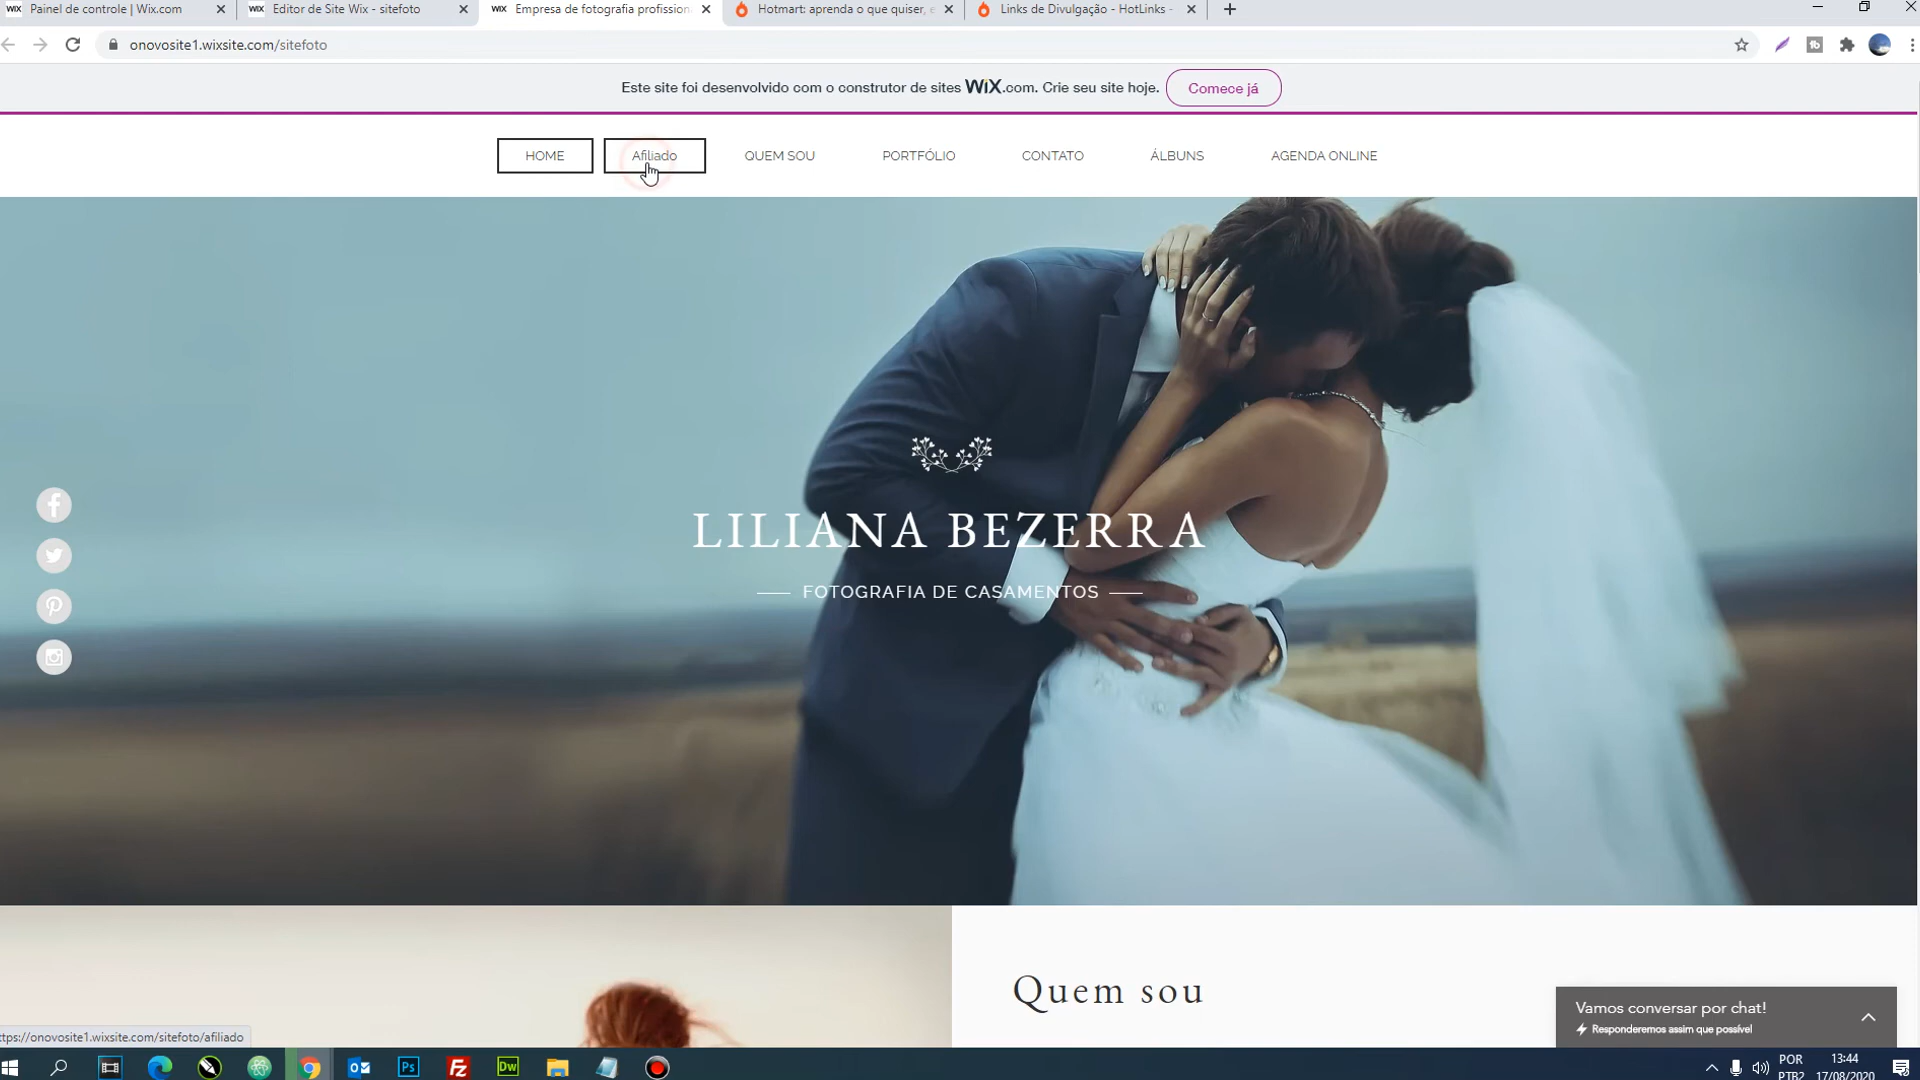 Painel de controle | Wix.com
Editor de Site Wix - sitefoto
Empresa de fotografia profission
Hotmart: aprenda o que quiser, e
Links de Divulgação - HotLinks -
onovosite1.wixsite.com/sitefoto
Este site foi desenvolvido com o construtor de sites WiX.com. Crie seu site hoje.
Comece já
HOME
Afiliado
QUEM SOU
PORTFÓLIO
CONTATO
ÁLBUNS
AGENDA ONLINE
LILIANA BEZERRA
FOTOGRAFIA DE CASAMENTOS
Quem sou
Vamos conversar por chat!
Responderemos assim que possível
ttps://onovosite1.wixsite.com/sitefoto/afiliado
POR
PTB2
13:44
17/08/2020